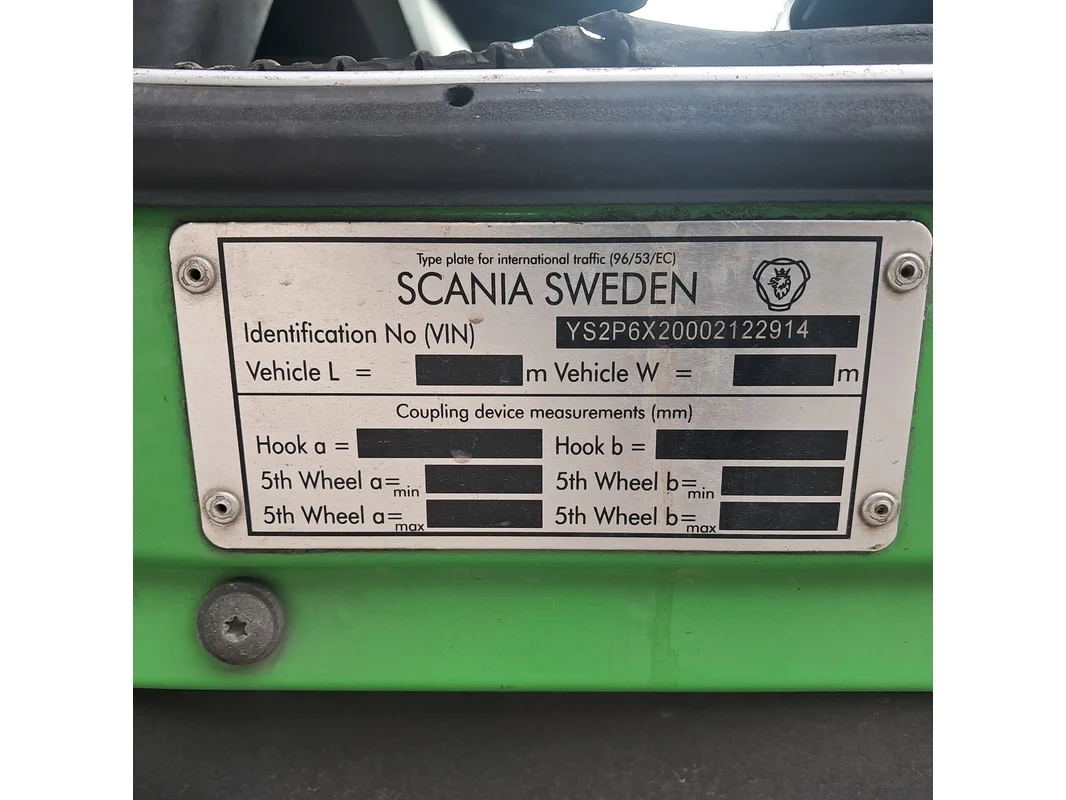 Type plate for international traffic (96/53/EC)
SCANIA SWEDEN
Identification No (VIN) YS2P6X20002122914
Vehicle L = m Vehicle W = m
Coupling device measurements (mm)
Hook a = Hook b =
5th Wheel a= min 5th Wheel b= min
5th Wheel a= max 5th Wheel b= max